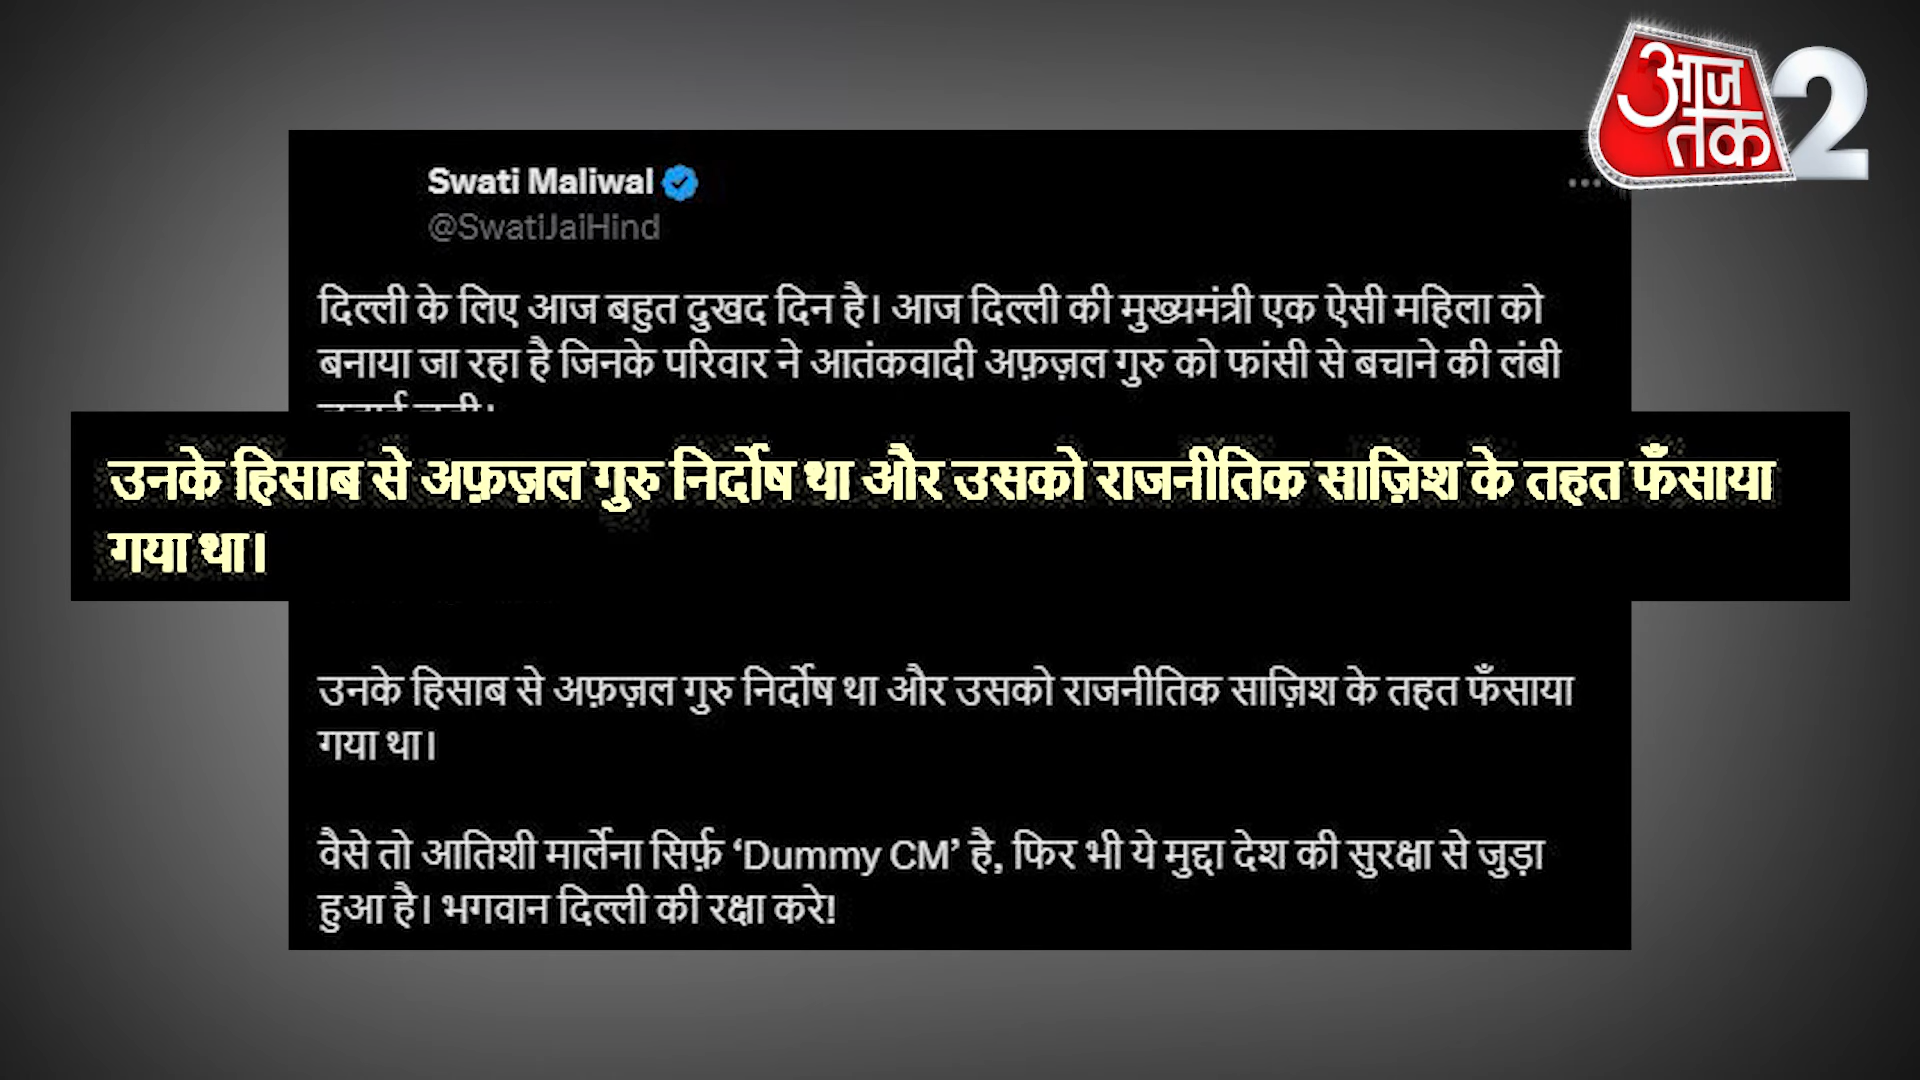 आज
तक 2
Swati Maliwal
@SwatiJaiHind
दिल्ली के लिए आज बहुत दुखद दिन है। आज दिल्ली की मुख्यमंत्री एक ऐसी महिला को
बनाया जा रहा है जिनके परिवार ने आतंकवादी अफ़ज़ल गुरु को फांसी से बचाने की लंबी
उनके हिसाब से अफ़ज़ल गुरु निर्दोष था और उसको राजनीतिक साज़िश के तहत फँसाया
गया था।
उनके हिसाब से अफ़ज़ल गुरु निर्दोष था और उसको राजनीतिक साज़िश के तहत फँसाया
गया था।
वैसे तो आतिशी मार्लेना सिर्फ़ ‘Dummy CM’ है, फिर भी ये मुद्दा देश की सुरक्षा से जुड़ा
हुआ है। भगवान दिल्ली की रक्षा करे!